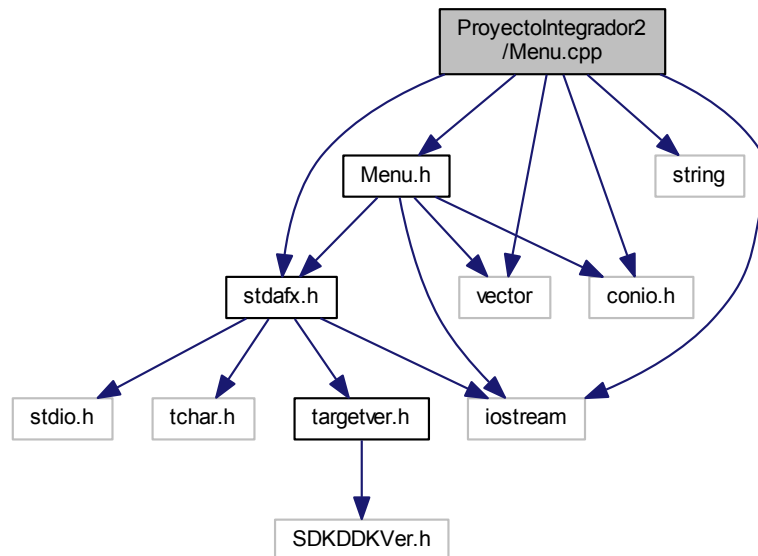 ProyectoIntegrador2
/Menu.cpp
Menu.h
string
stdafx.h
vector
conio.h
stdio.h
tchar.h
targetver.h
iostream
SDKDDKVer.h